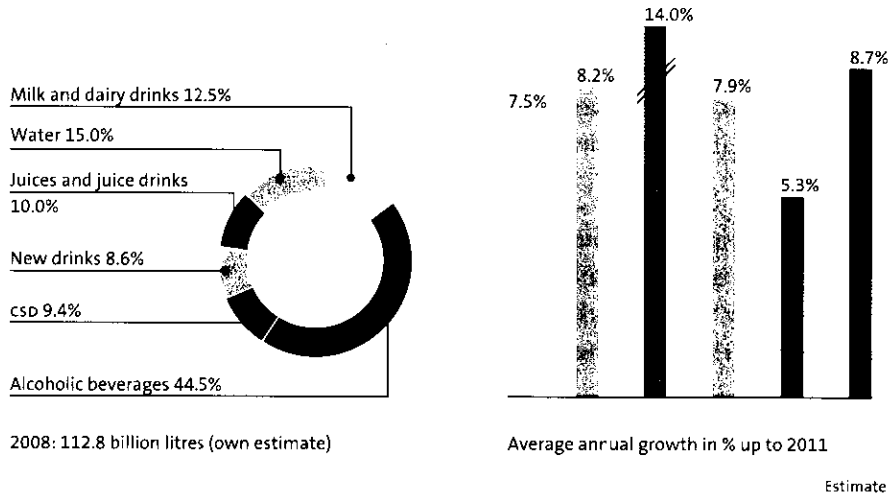 Milk and dairy drinks 12.5%
Water 15.0%
Juices and juice drinks
10.0%
New drinks 8.6%
CSD 9.4%
Alcoholic beverages 44.5%
2008: 112.8 billion litres (own estimate)
7.5%
8.2%
14.0%
7.9%
5.3%
8.7%
Average annual growth in % up to 2011
Estimate